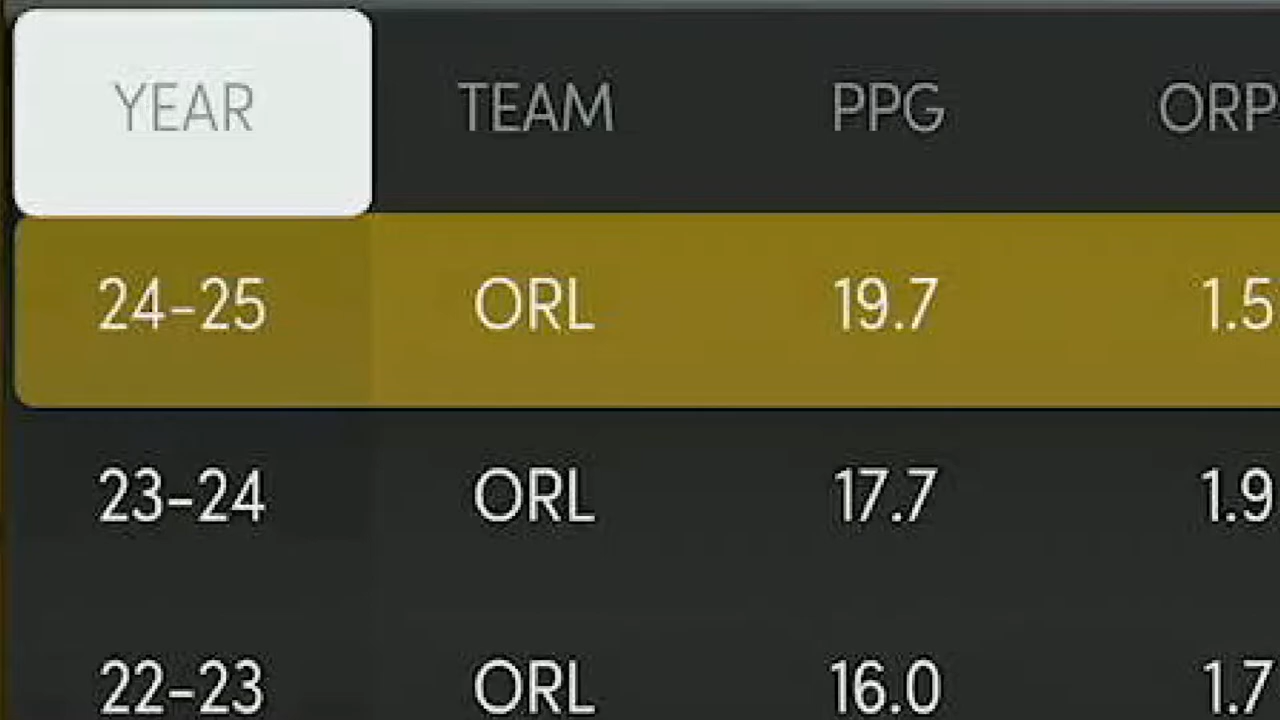 YEAR TEAM PPG ORP
24-25 ORL 19.7 1.5
23-24 ORL 17.7 1.9
22-23 ORL 16.0 1.7